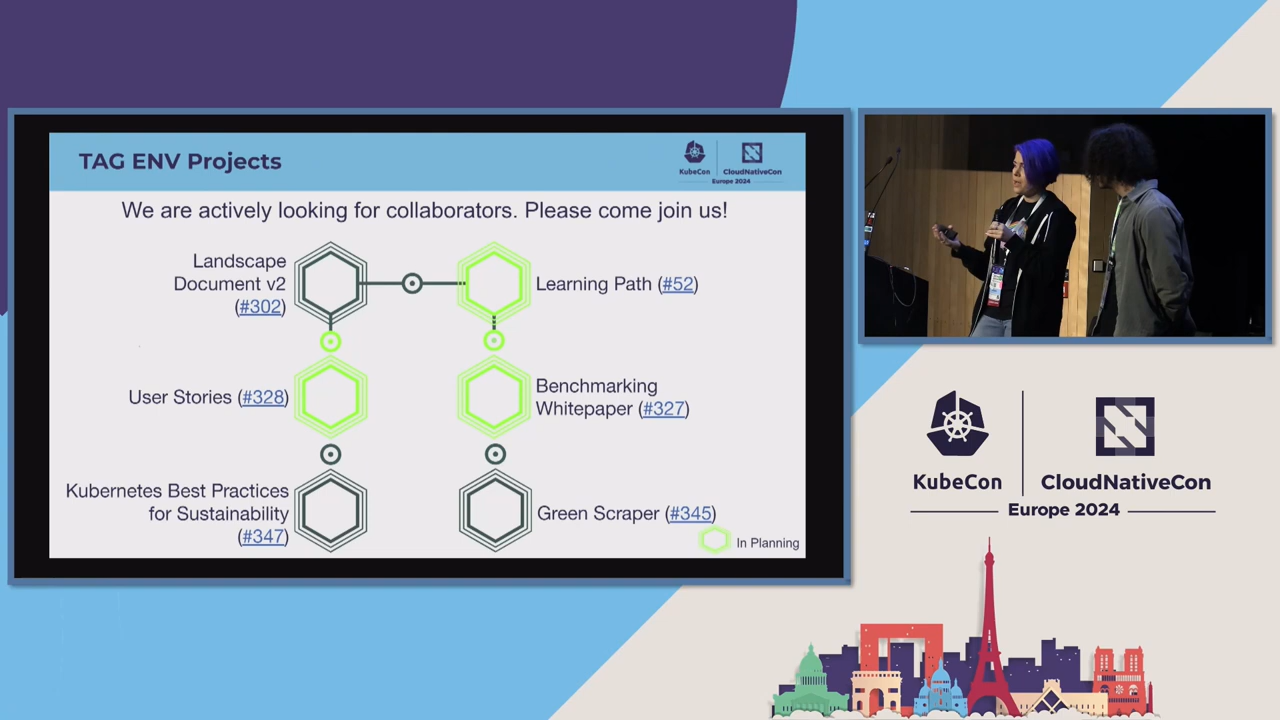 TAG ENV Projects
KubeCon
CloudNativeCon
Europe 2024
We are actively looking for collaborators. Please come join us!
Landscape
Document v2
(#302)
Learning Path (#52)
User Stories (#328)
Benchmarking
Whitepaper (#327)
Kubernetes Best Practices
for Sustainability
(#347)
Green Scraper (#345)
In Planning
KubeCon
CloudNativeCon
Europe 2024